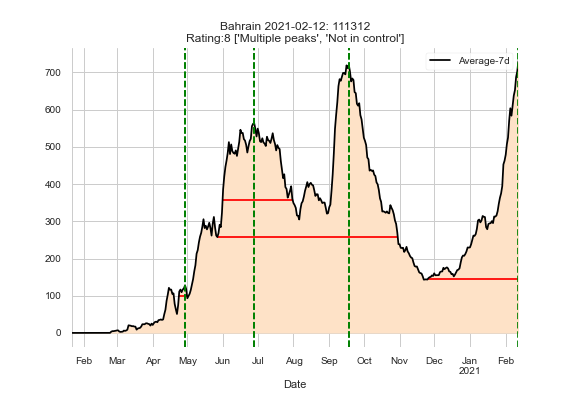 Bahrain 2021-02-12: 111312
Rating:8 ['Multiple peaks', 'Not in control']
Average-7d
700
600
500
400
300
200
100
0
Feb Mar Apr May Jun Jul Aug Sep Oct Nov Dec Jan Feb
2021
Date